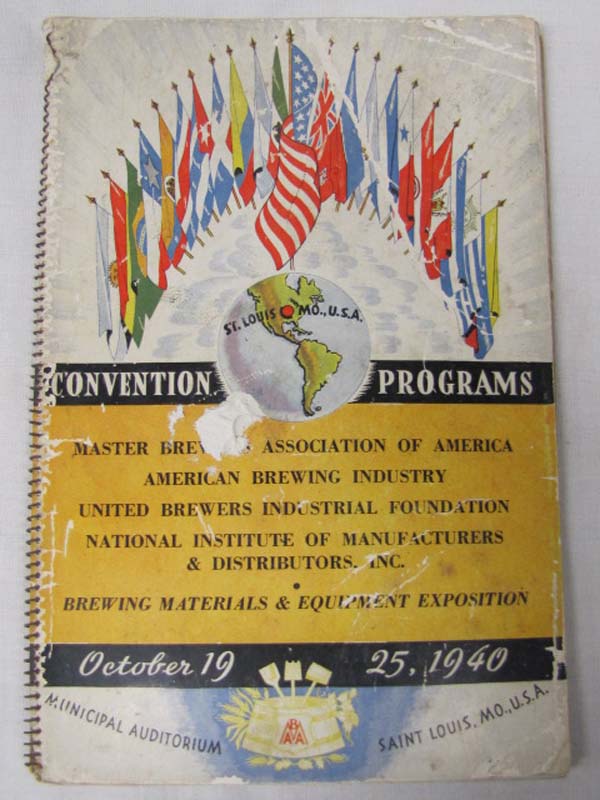 ST. LOUIS MO., U.S.A.
CONVENTION PROGRAMS
MASTER BREWERS ASSOCIATION OF AMERICA
AMERICAN BREWING INDUSTRY
UNITED BREWERS INDUSTRIAL FOUNDATION
NATIONAL INSTITUTE OF MANUFACTURERS
& DISTRIBUTORS, INC.
•
BREWING MATERIALS & EQUIPMENT EXPOSITION
October 19 25, 1940
MUNICIPAL AUDITORIUM SAINT LOUIS, MO., U.S.A.